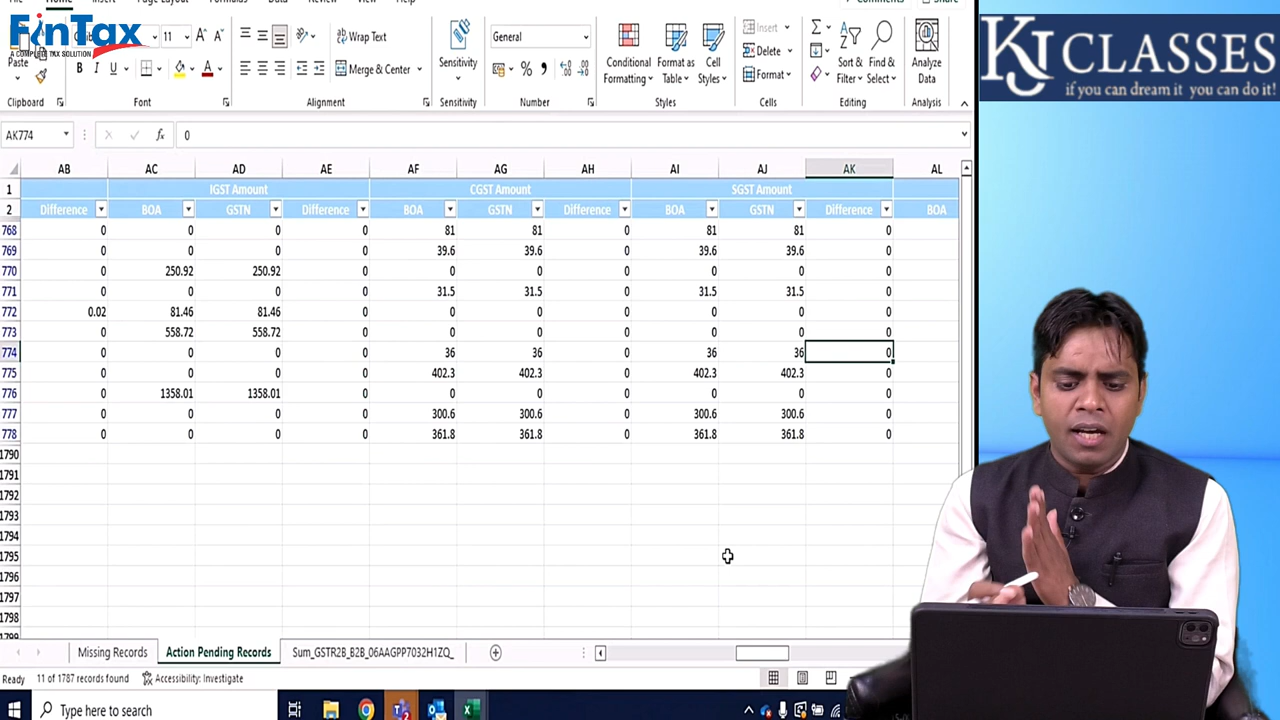 FinTax
A COMPLETE TAX SOLUTION
KJ CLASSES
if you can dream it you can do it!
11
Wrap Text
General
Insert
Paste
B I U
Merge & Center
Sensitivity
Conditional Formatting
Format as Table
Cell Styles
Delete
Format
Sort & Filter
Find & Select
Analyze Data
Clipboard Font Alignment Sensitivity Number Styles Cells Editing Analysis
AK774 fx 0
AB AC AD AE AF AG AH AI AJ AK AL
1 IGST Amount CGST Amount SGST Amount
2 Difference BOA GSTN Difference BOA GSTN Difference BOA GSTN Difference BOA
768 0 0 0 0 81 81 0 81 81 0
769 0 0 0 0 39.6 39.6 0 39.6 39.6 0
770 0 250.92 250.92 0 0 0 0 0 0 0
771 0 0 0 0 31.5 31.5 0 31.5 31.5 0
772 0.02 81.46 81.46 0 0 0 0 0 0 0
773 0 558.72 558.72 0 0 0 0 0 0 0
774 0 0 0 0 36 36 0 36 36 0
775 0 0 0 0 402.3 402.3 0 402.3 402.3 0
776 0 1358.01 1358.01 0 0 0 0 0 0 0
777 0 0 0 0 300.6 300.6 0 300.6 300.6 0
778 0 0 0 0 361.8 361.8 0 361.8 361.8 0
1790
1791
1792
1793
1794
1795
1796
1797
1798
1799
Missing Records Action Pending Records Sum_GSTR2B_B2B_06AAGPP7032H1ZQ_
Ready 11 of 1787 records found Accessibility: Investigate
Type here to search